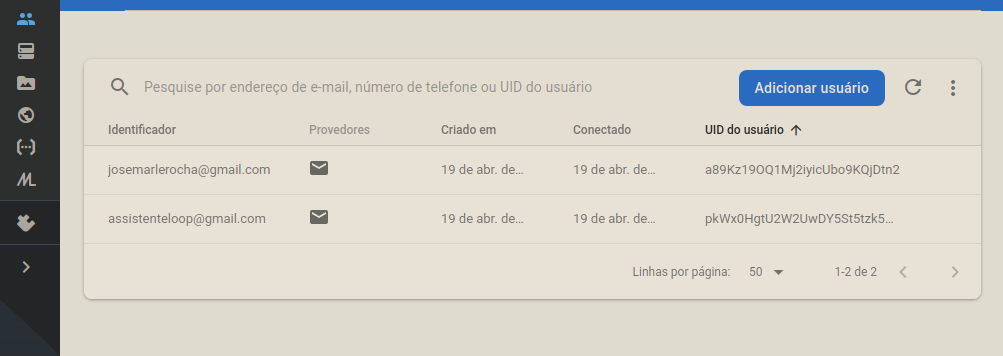 Pesquise por endereço de e-mail, número de telefone ou UID do usuário Adicionar usuário
Identificador Provedores Criado em Conectado UID do usuário
josemarlerocha@gmail.com 19 de abr. de... 19 de abr. de... a89Kz19OQ1Mj2iyicUbo9KQjDtn2
assistenteloop@gmail.com 19 de abr. de... 19 de abr. de... pkWx0HgtU2W2UwDY5St5tzk5...
Linhas por página: 50 1-2 de 2